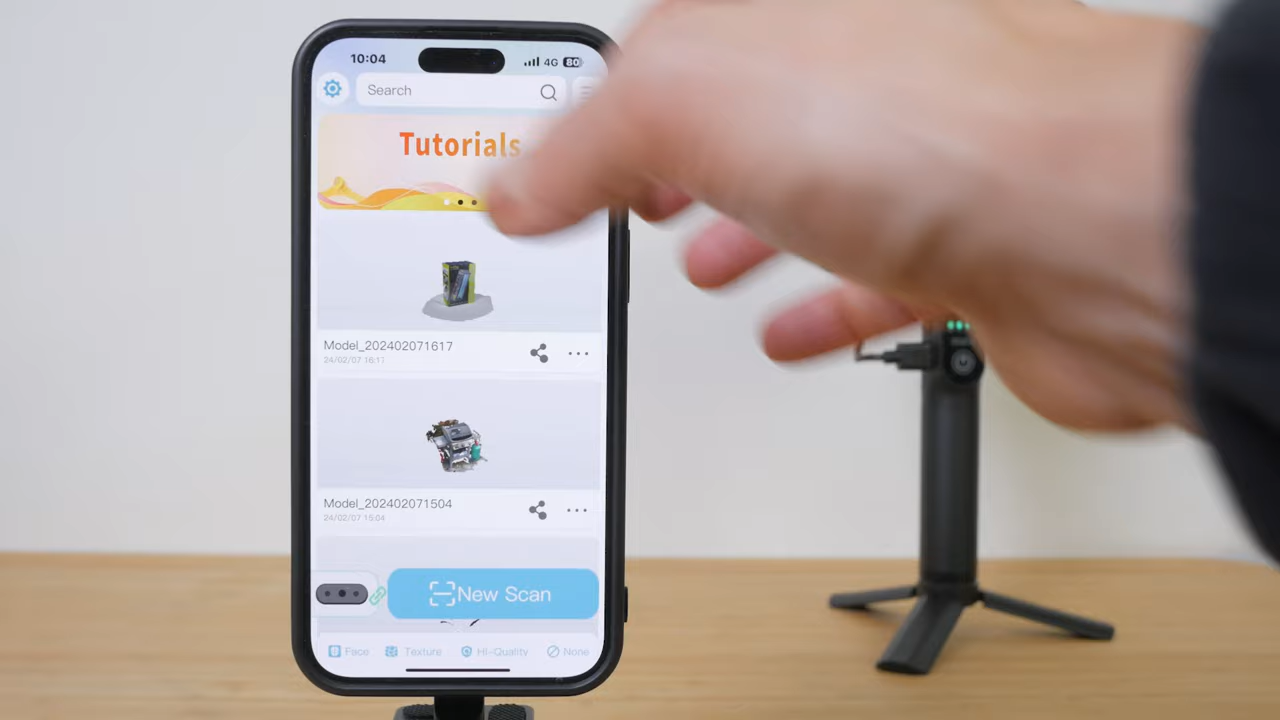 10:04
4G
80
Search
Tutorials
Model_202402071617
24/02/07 16:17
Model_202402071504
24/02/07 15:04
New Scan
Face
Texture
Hi-Quality
None